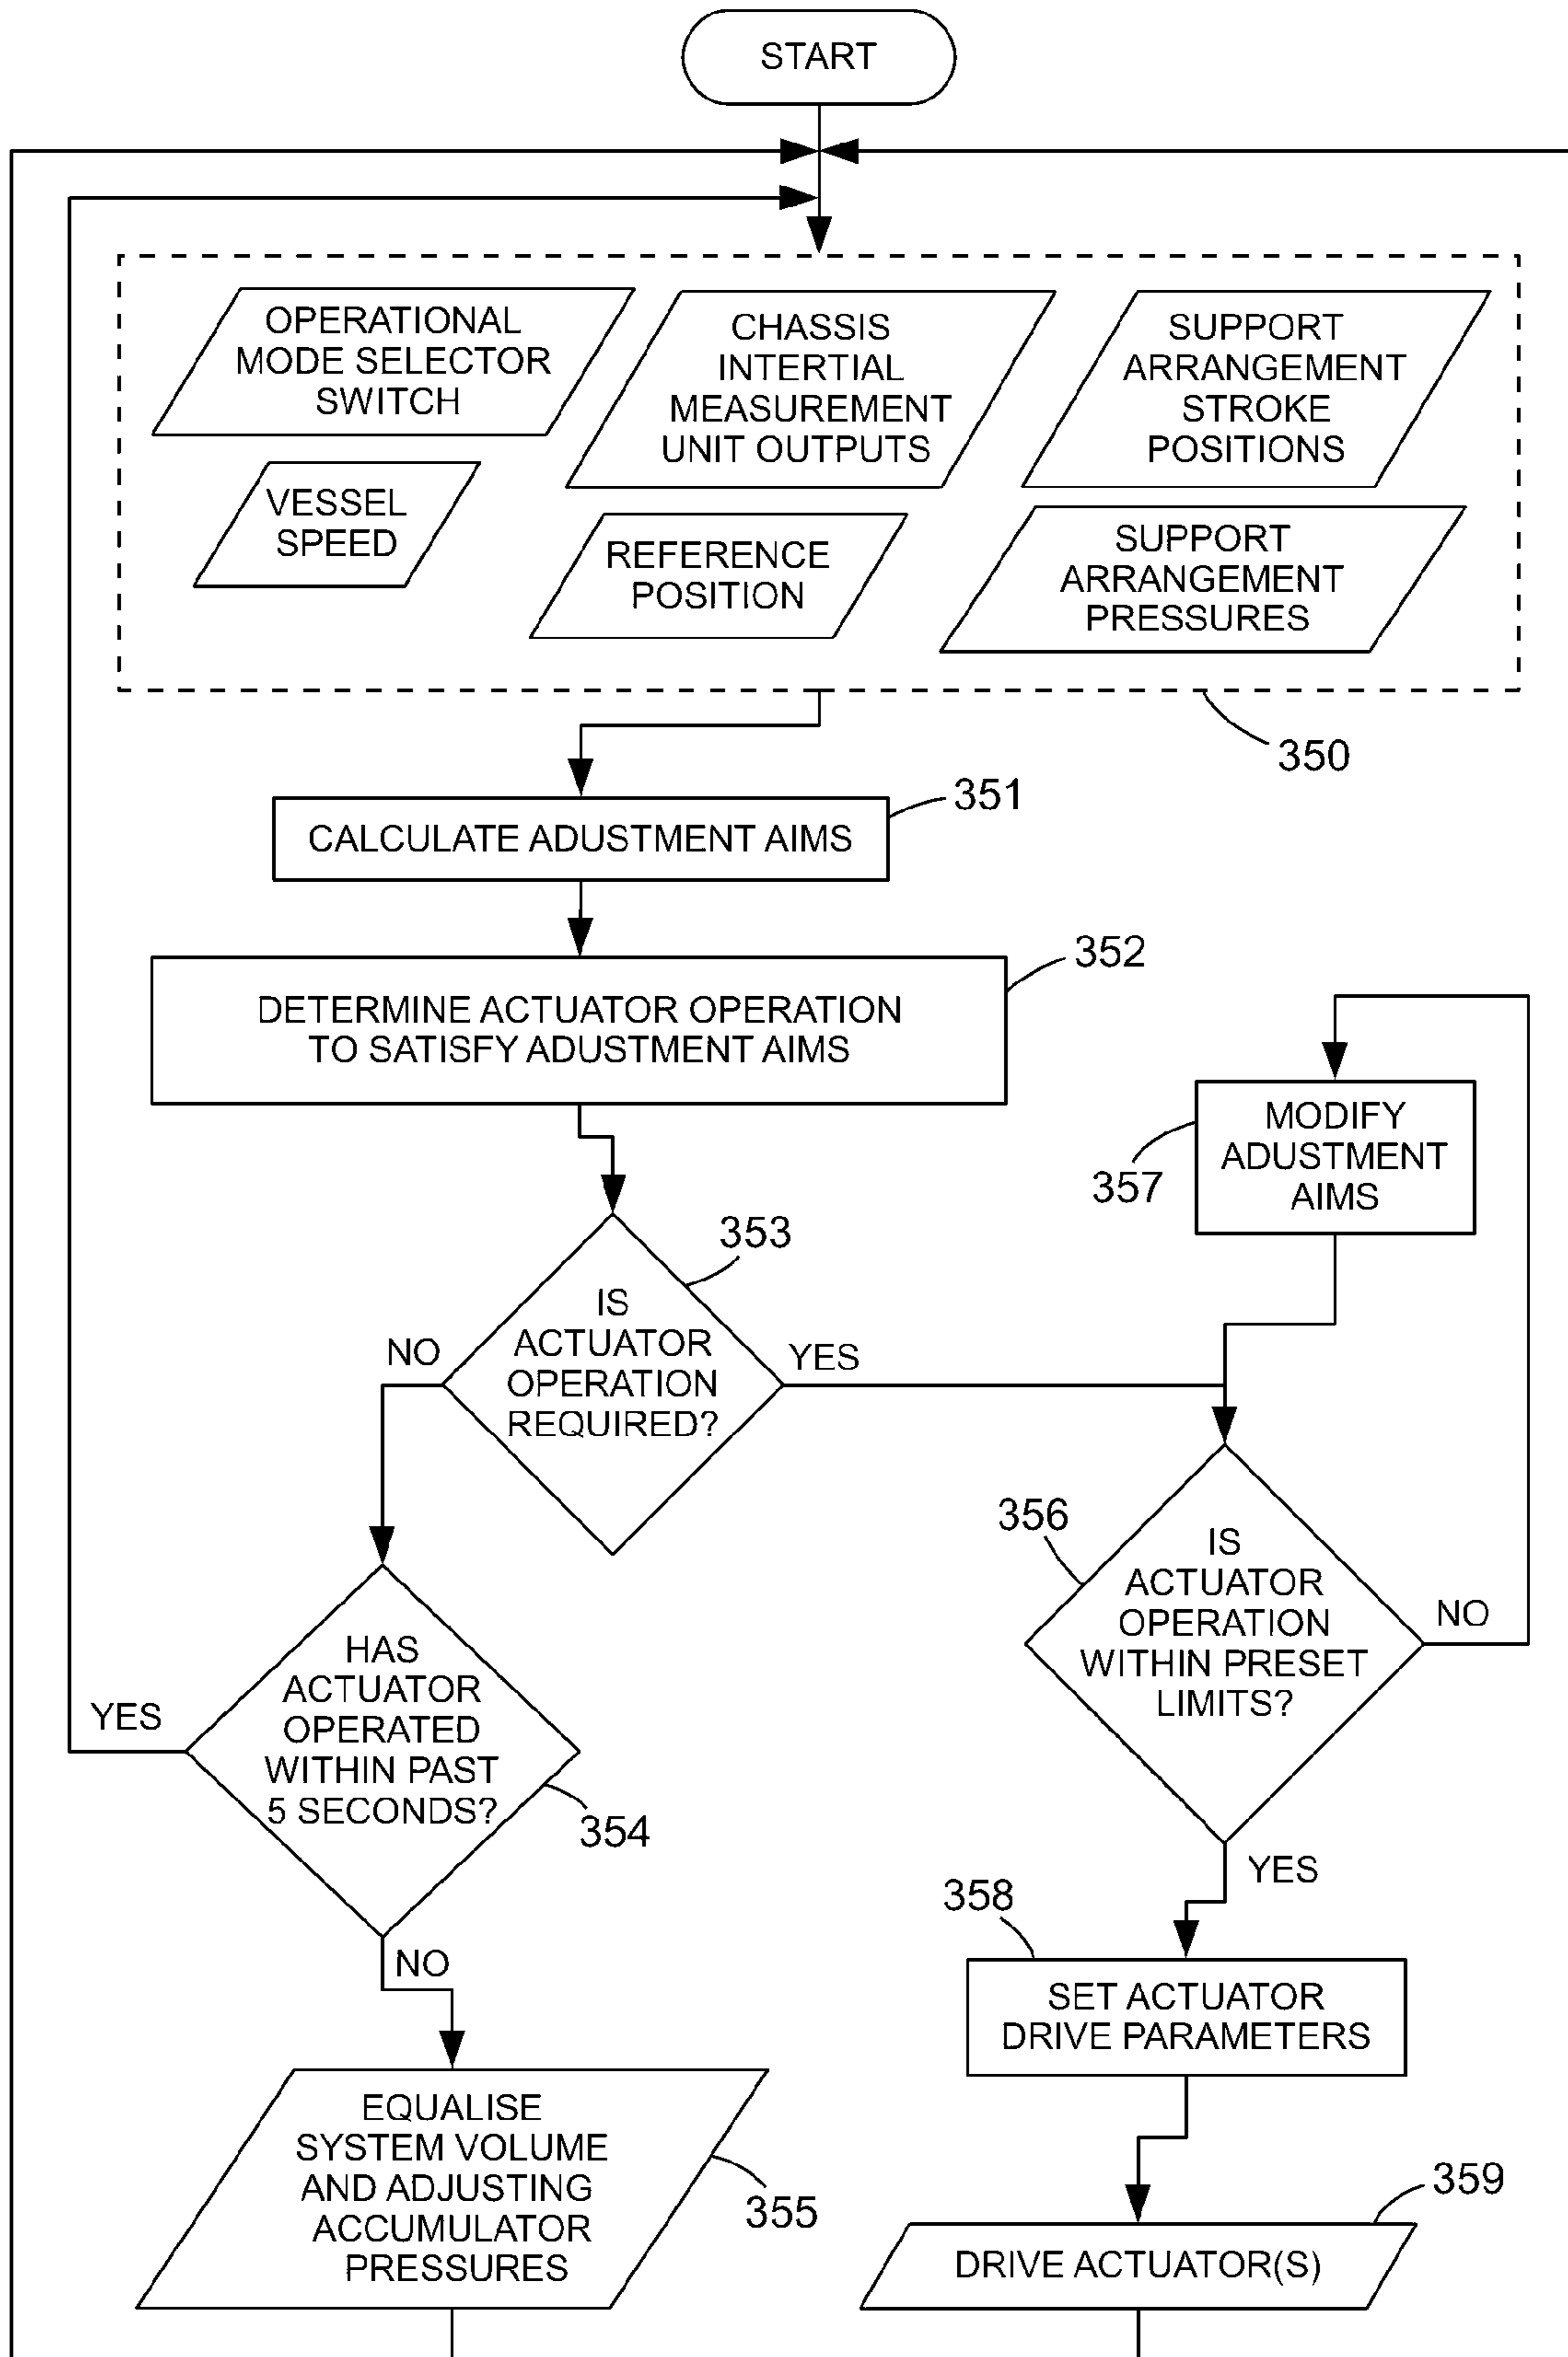 START
OPERATIONAL
MODE SELECTOR
SWITCH
CHASSIS
INTERTIAL
MEASUREMENT
UNIT OUTPUTS
SUPPORT
ARRANGEMENT
STROKE
POSITIONS
VESSEL
SPEED
REFERENCE
POSITION
SUPPORT
ARRANGEMENT
PRESSURES
350
351
CALCULATE ADUSTMENT AIMS
352
DETERMINE ACTUATOR OPERATION
TO SATISFY ADUSTMENT AIMS
MODIFY
ADUSTMENT
AIMS
357
353
IS
ACTUATOR
OPERATION
REQUIRED?
NO
YES
356
IS
ACTUATOR
OPERATION
WITHIN PRESET
LIMITS?
NO
YES
HAS
ACTUATOR
OPERATED
WITHIN PAST
5 SECONDS?
YES
354
NO
358
SET ACTUATOR
DRIVE PARAMETERS
EQUALISE
SYSTEM VOLUME
AND ADJUSTING
ACCUMULATOR
PRESSURES
355
359
DRIVE ACTUATOR(S)